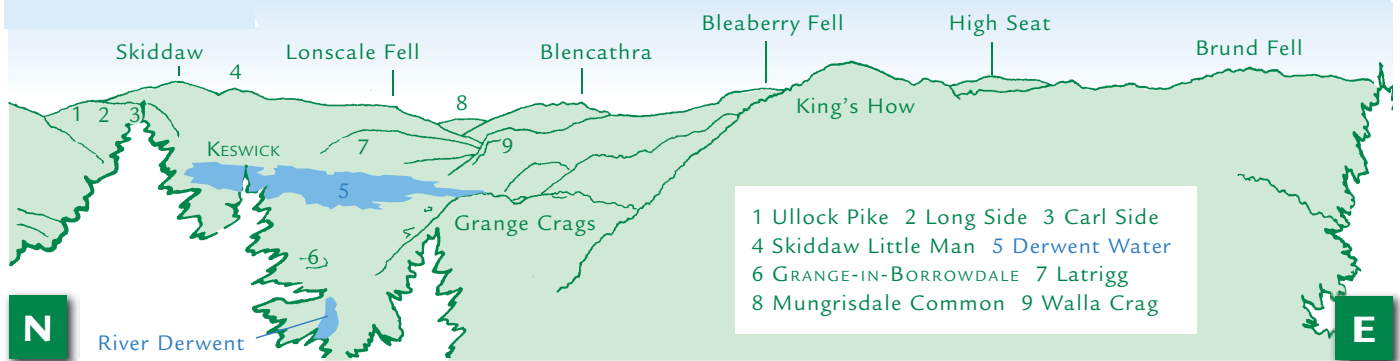 Bleaberry Fell
High Seat
Skiddaw
Lonscale Fell
Blencathra
Brund Fell
4
8
King's How
1 2 3
KESWICK
7
9
5
Grange Crags
6
River Derwent
N
1 Ullock Pike 2 Long Side 3 Carl Side
4 Skiddaw Little Man 5 Derwent Water
6 GRANGE-IN-BORROWDALE 7 Latrigg
8 Mungrisdale Common 9 Walla Crag
E